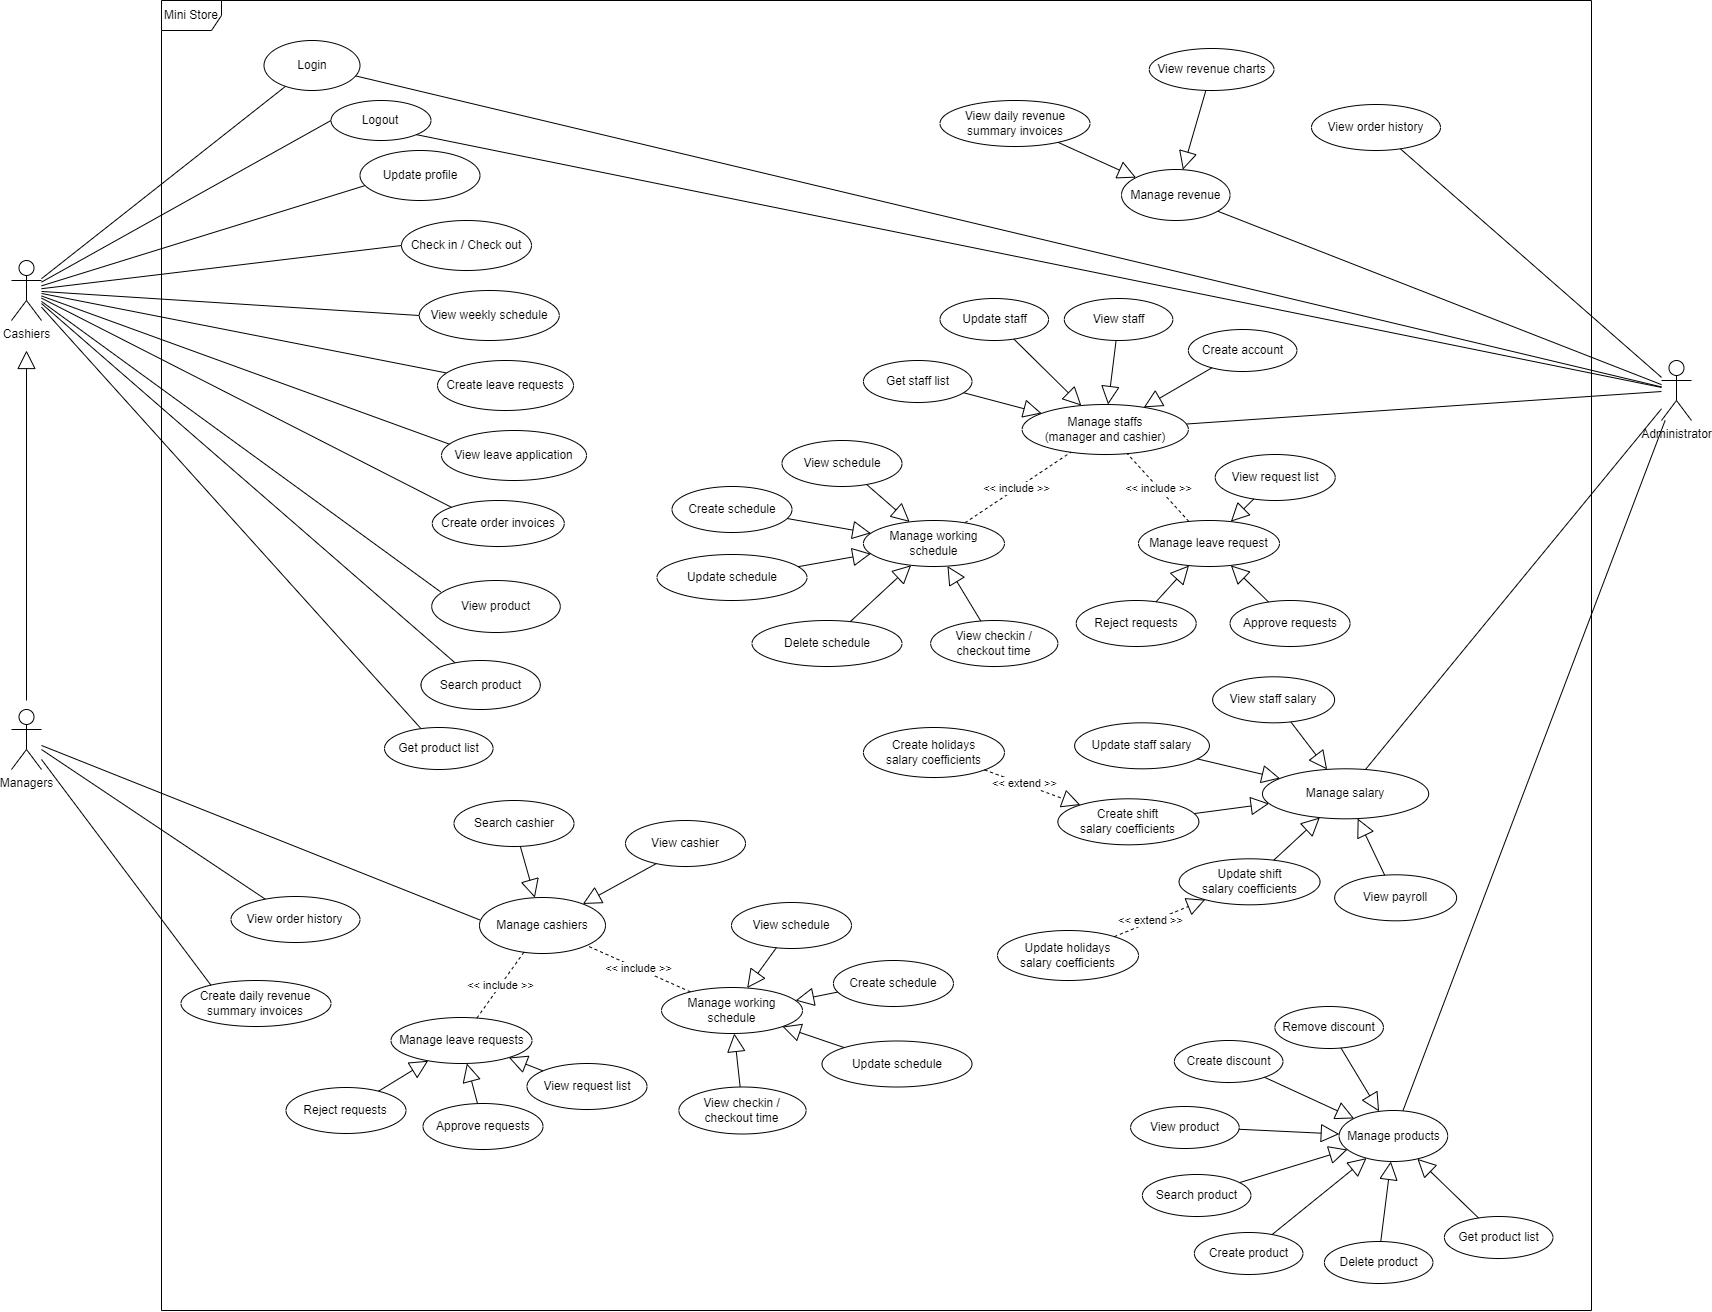 Mini Store
Login
Logout
Update profile
Check in / Check out
View weekly schedule
Create leave requests
View leave application
Create order invoices
View product
Search product
Get product list
Cashiers
Managers
View order history
Create daily revenue
summary invoices
Search cashier
View cashier
Manage cashiers
<< include >>
<< include >>
Manage leave requests
Reject requests
Approve requests
View request list
View schedule
Create schedule
Manage working
schedule
Update schedule
View checkin /
checkout time
View revenue charts
View daily revenue
summary invoices
Manage revenue
View order history
Administrator
Update staff
View staff
Create account
Get staff list
Manage staffs
(manager and cashier)
<< include >>
<< include >>
View schedule
Create schedule
Manage working
schedule
Update schedule
Delete schedule
View checkin /
checkout time
View request list
Manage leave request
Reject requests
Approve requests
View staff salary
Update staff salary
Create holidays
salary coefficients
<< extend >>
Create shift
salary coefficients
Manage salary
Update shift
salary coefficients
View payroll
<< extend >>
Update holidays
salary coefficients
Remove discount
Create discount
View product
Manage products
Search product
Create product
Delete product
Get product list